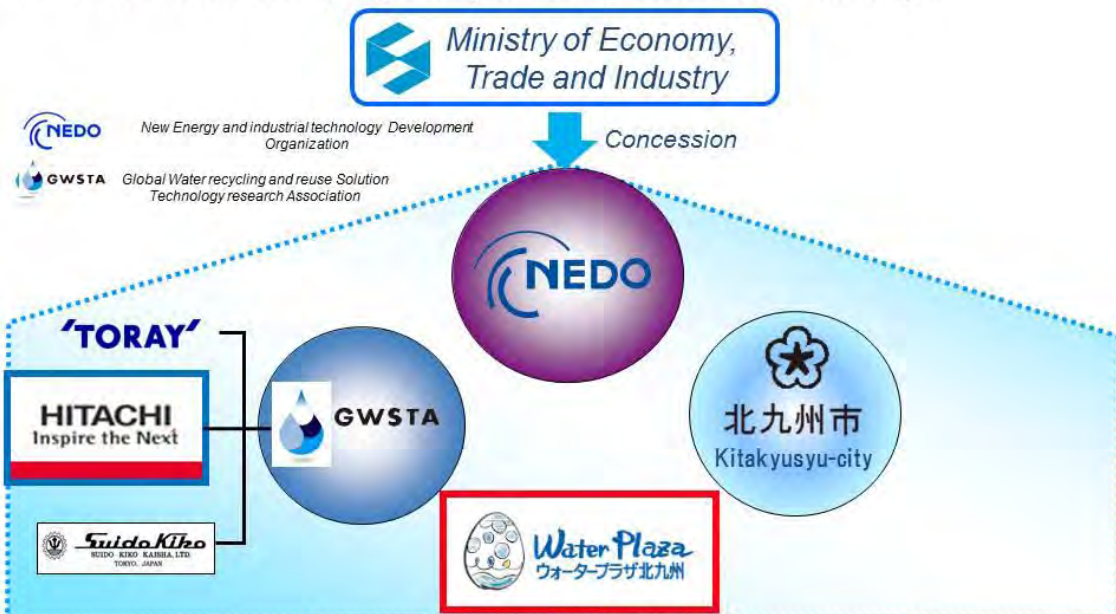 Ministry of Economy,
Trade and Industry
NEDO
New Energy and industrial technology Development
Organization
Concession
GWSTA
Global Water recycling and reuse Solution
Technology research Association
NEDO
'TORAY'
HITACHI
Inspire the Next
GWSTA
北九州市
Kitakyusyu-city
Suido Kiko
SUIDO KIKO KAISHA, LTD.
TOKYO, JAPAN
Water Plaza
ウォータープラザ北九州